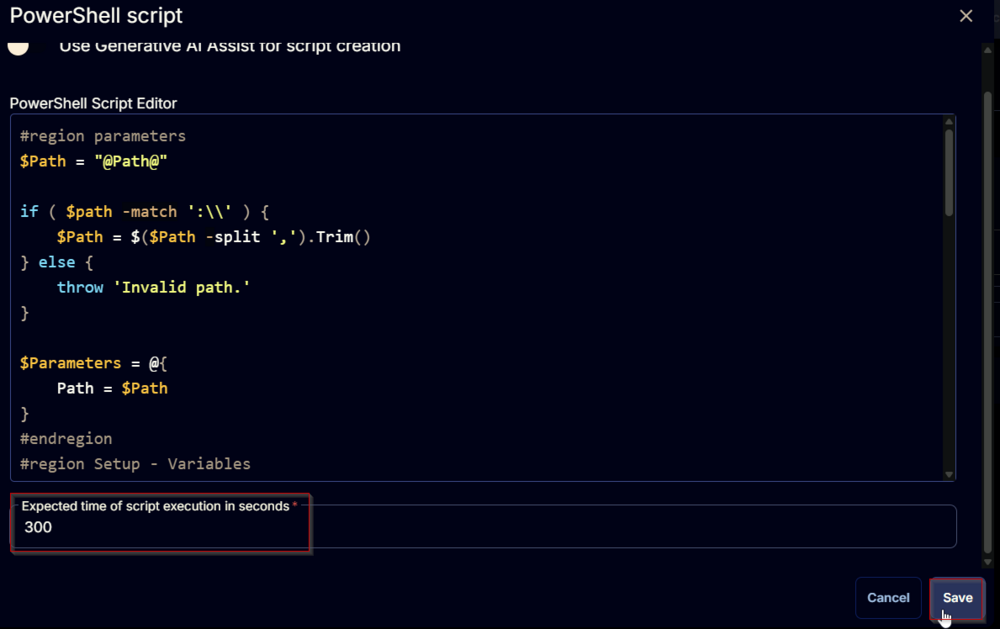 PowerShell script
Use Generative AI Assist for script creation
PowerShell Script Editor
#region parameters
$Path = "@Path@"
if ( $path -match ':\\' ) {
    $Path = $($Path -split ',').Trim()
} else {
    throw 'Invalid path.'
}
$Parameters = @{
    Path = $Path
}
#endregion
#region Setup - Variables
Expected time of script execution in seconds *
300
Cancel
Save